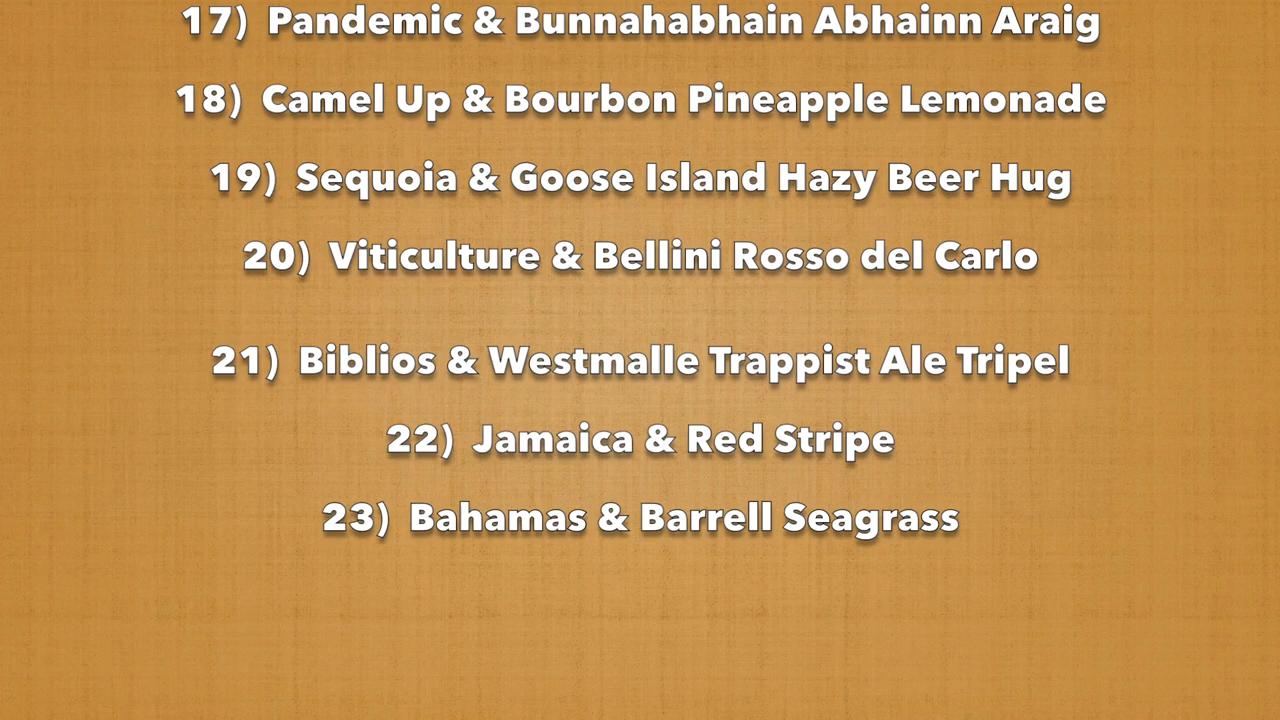 17) Pandemic & Bunnahabhain Abhainn Araig
18) Camel Up & Bourbon Pineapple Lemonade
19) Sequoia & Goose Island Hazy Beer Hug
20) Viticulture & Bellini Rosso del Carlo
21) Biblios & Westmalle Trappist Ale Tripel
22) Jamaica & Red Stripe
23) Bahamas & Barrell Seagrass